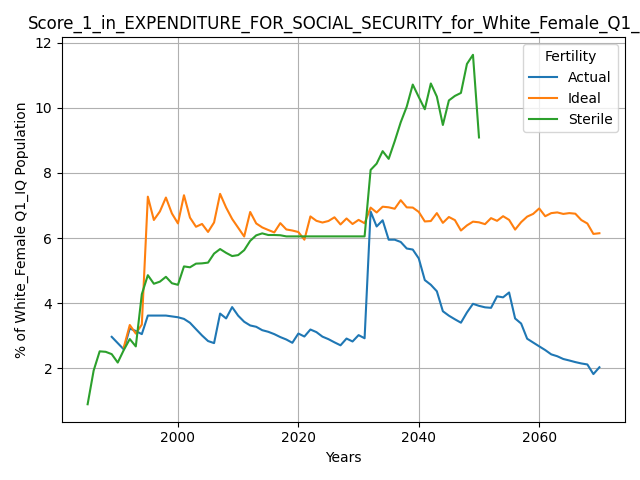 Score_1_in_EXPENDITURE_FOR_SOCIAL_SECURITY_for_White_Female_Q1_
Fertility
Actual
Ideal
Sterile
% of White_Female Q1_IQ Population
12
10
8
6
4
2
2000 2020 2040 2060
Years